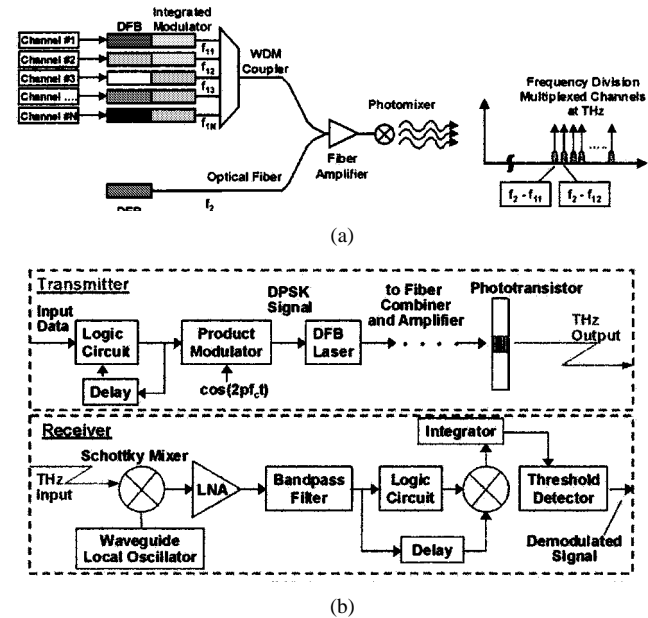 DFB Integrated Modulator
Channel #1
Channel #2
Channel #3
Channel ....
Channel #N
f11
f12
f13
f1N
WDM Coupler
Photomixer
Fiber Amplifier
Optical Fiber
f2
DFB
Frequency Division
Multiplexed Channels
at THz
.....
f2 - f11
f2 - f12
(a)
Transmitter
Input Data
Logic Circuit
Delay
Product Modulator
cos(2pfct)
DPSK Signal
DFB Laser
to Fiber Combiner and Amplifier
. . . .
Phototransistor
THz Output
Receiver
THz Input
Schottky Mixer
Waveguide Local Oscillator
LNA
Bandpass Filter
Logic Circuit
Delay
Integrator
Threshold Detector
Demodulated Signal
(b)